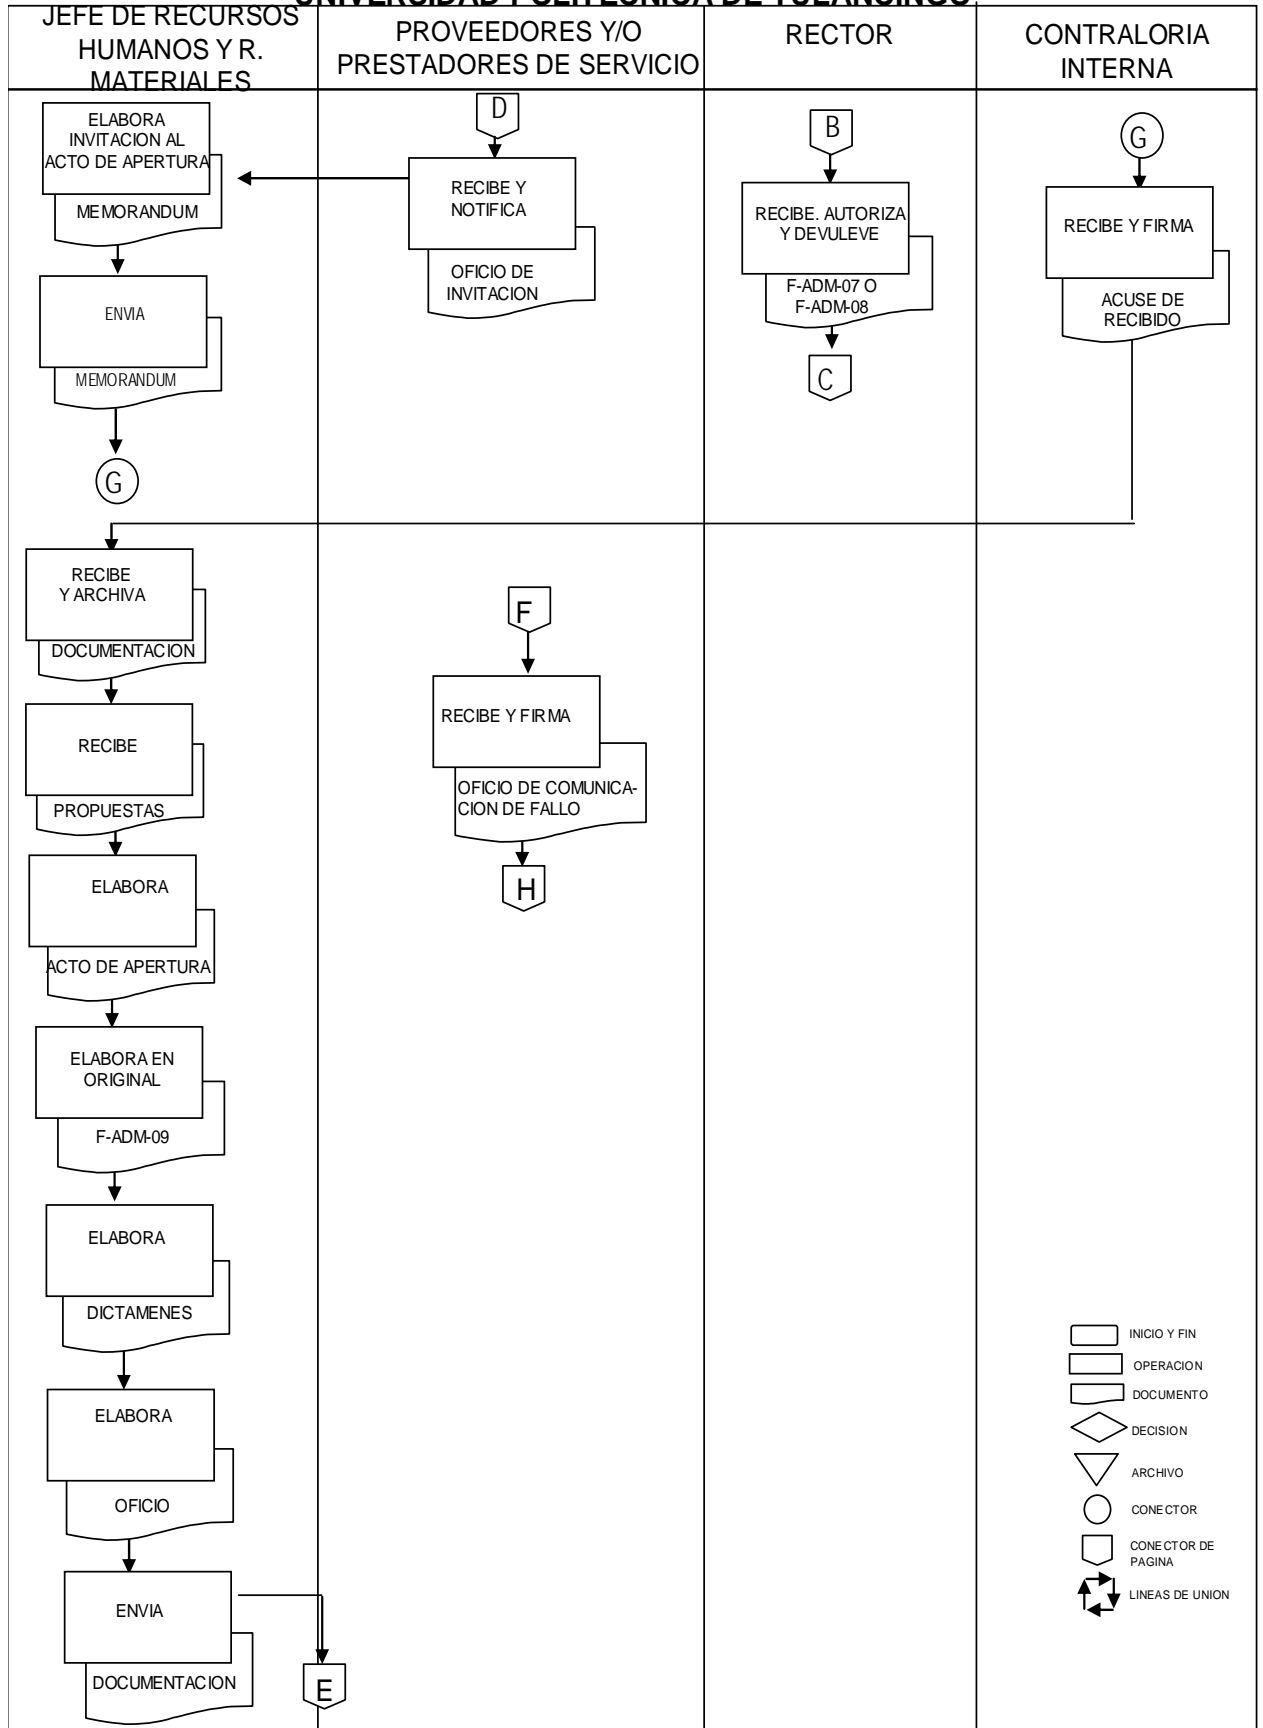 UNIVERSIDAD POLITECNICA DE TULANCINGO
JEFE DE RECURSOS
HUMANOS Y R.
MATERIALES
PROVEEDORES Y/O
PRESTADORES DE SERVICIO
RECTOR
CONTRALORIA
INTERNA
ELABORA
INVITACION AL
ACTO DE APERTURA
MEMORANDUM
ENVIA
MEMORANDUM
G
D
RECIBE Y
NOTIFICA
OFICIO DE
INVITACION
B
RECIBE. AUTORIZA
Y DEVULEVE
F-ADM-07 O
F-ADM-08
C
G
RECIBE Y FIRMA
ACUSE DE
RECIBIDO
RECIBE
Y ARCHIVA
DOCUMENTACION
RECIBE
PROPUESTAS
ELABORA
ACTO DE APERTURA
ELABORA EN
ORIGINAL
F-ADM-09
ELABORA
DICTAMENES
ELABORA
OFICIO
ENVIA
DOCUMENTACION
E
F
RECIBE Y FIRMA
OFICIO DE COMUNICA-
CION DE FALLO
H
INICIO Y FIN
OPERACION
DOCUMENTO
DECISION
ARCHIVO
CONECTOR
CONECTOR DE
PAGINA
LINEAS DE UNION